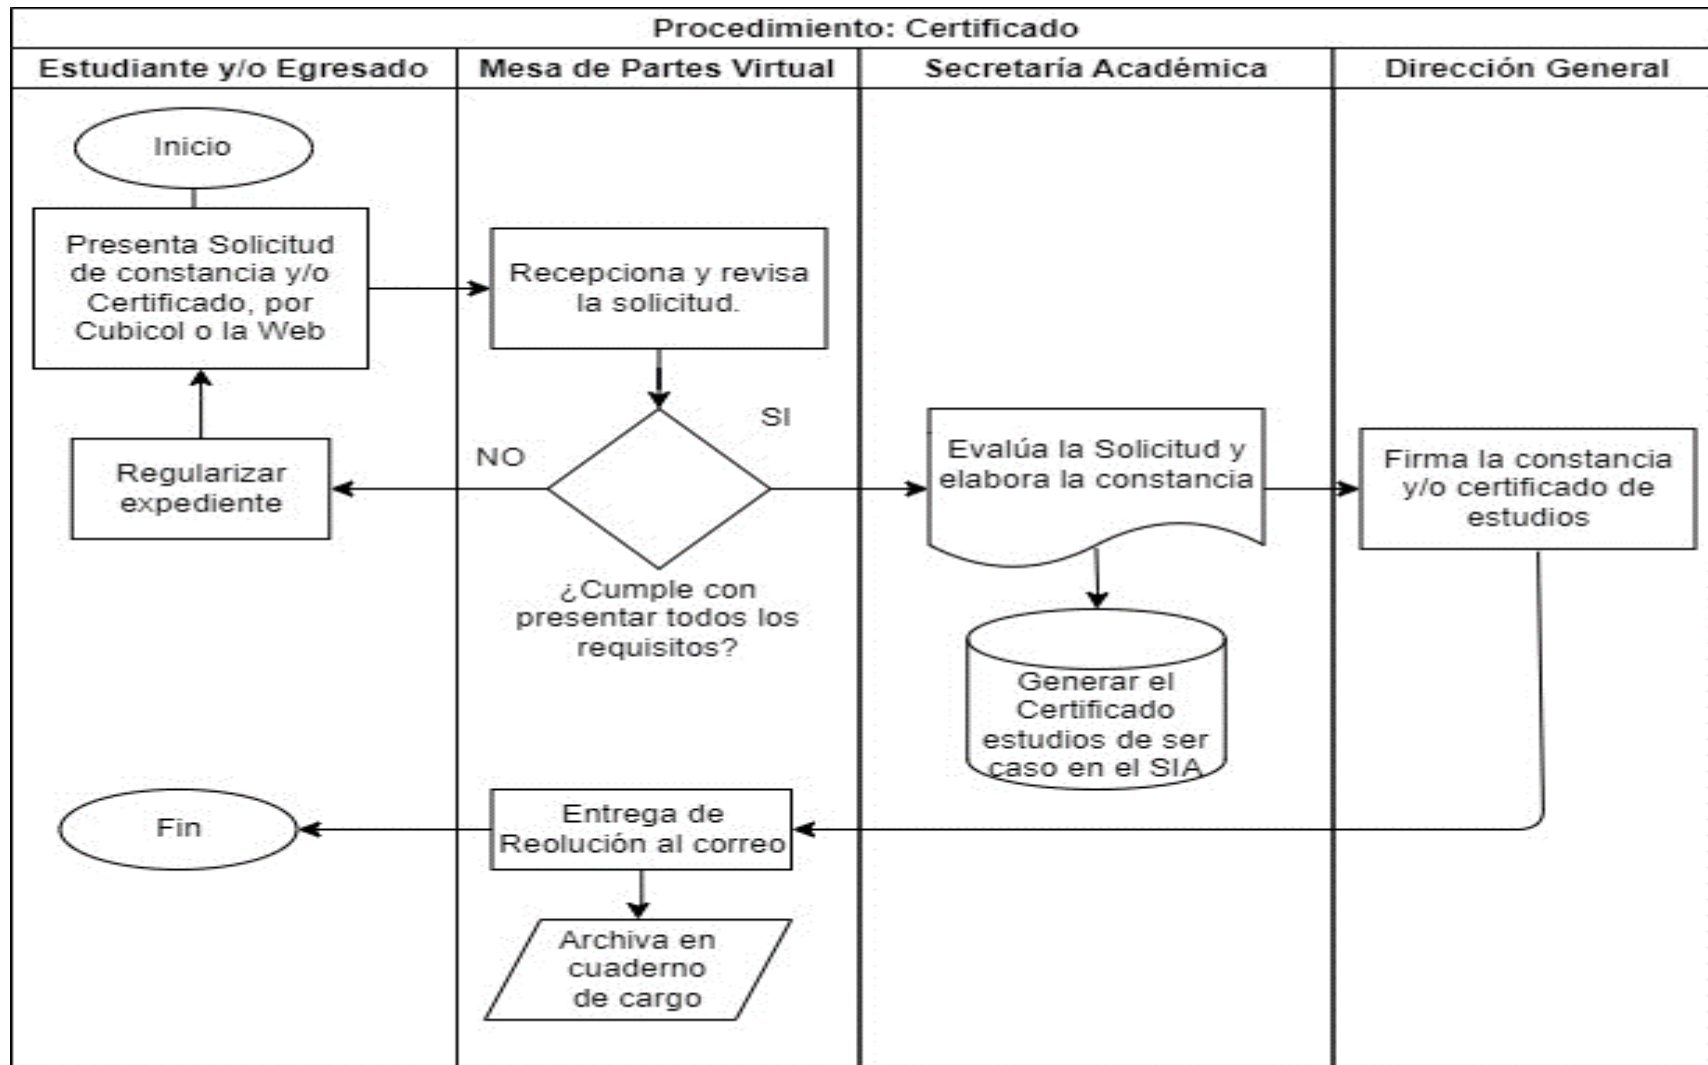 Procedimiento: Certificado
Estudiante y/o Egresado
Mesa de Partes Virtual
Secretaría Académica
Dirección General
Inicio
Presenta Solicitud
de constancia y/o
Certificado, por
Cubicol o la Web
Recepciona y revisa
la solicitud.
SI
NO
Regularizar
expediente
¿Cumple con
presentar todos los
requisitos?
Evalúa la Solicitud y
elabora la constancia
Firma la constancia
y/o certificado de
estudios
Generar el
Certificado
estudios de ser
caso en el SIA
Entrega de
Reolución al correo
Fin
Archiva en
cuaderno
de cargo